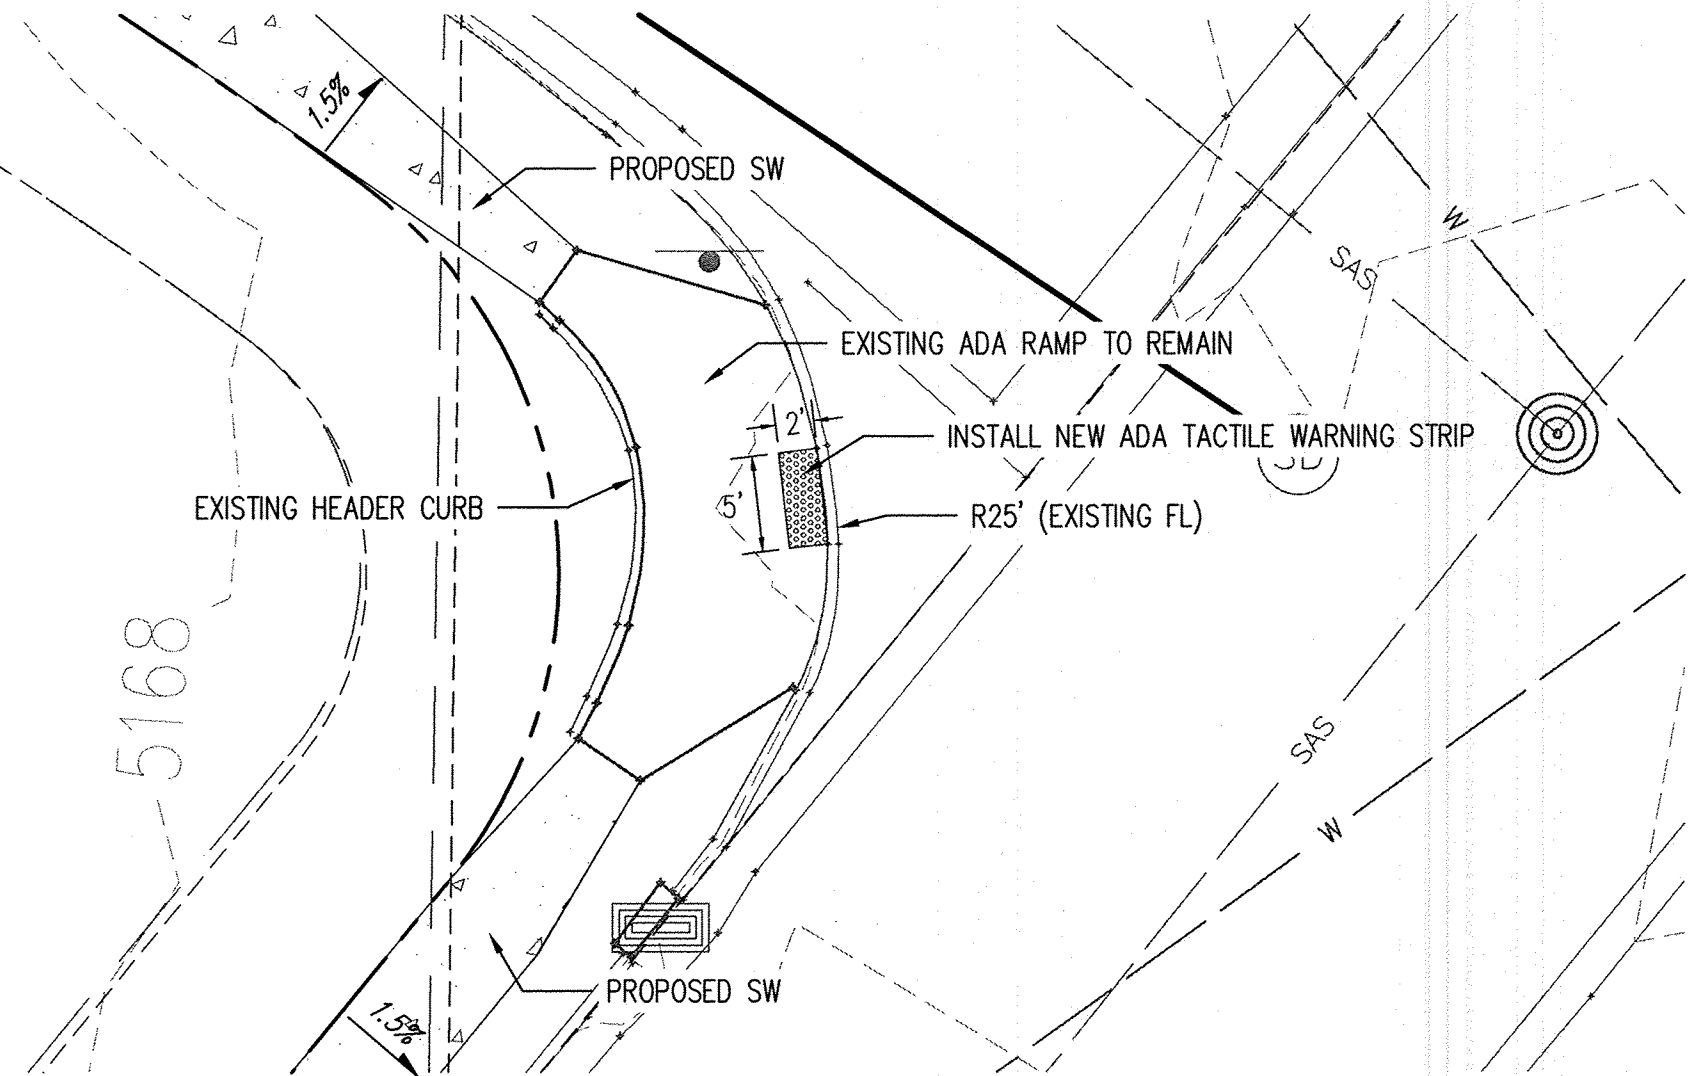 1.5%
PROPOSED SW
W
SAS
EXISTING ADA RAMP TO REMAIN
2'
INSTALL NEW ADA TACTILE WARNING STRIP
5'
EXISTING HEADER CURB
R25' (EXISTING FL)
5168
SAS
W
PROPOSED SW
1.5%